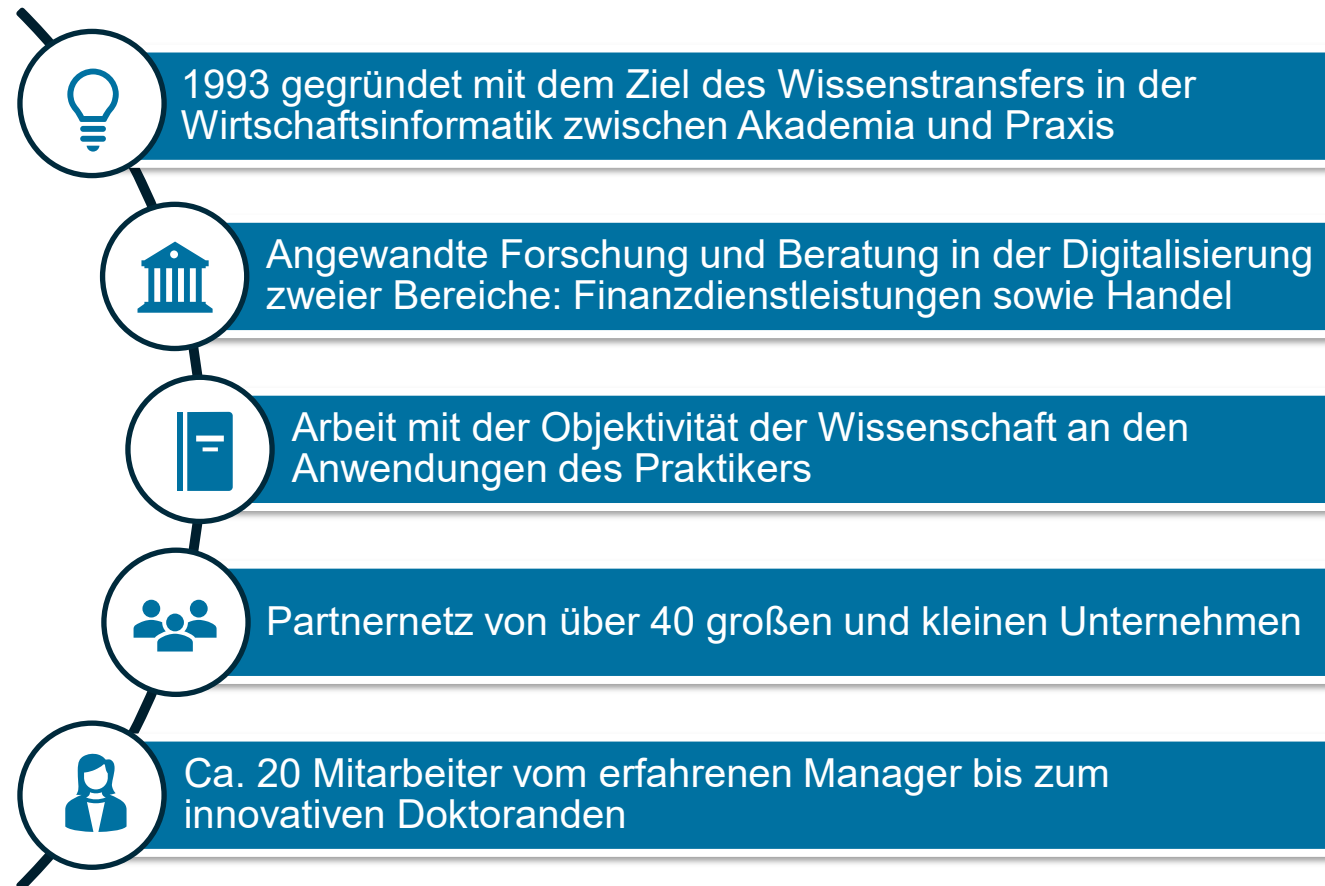 1993 gegründet mit dem Ziel des Wissenstransfers in der
Wirtschaftsinformatik zwischen Akademia und Praxis
Angewandte Forschung und Beratung in der Digitalisierung
zweier Bereiche: Finanzdienstleistungen sowie Handel
Arbeit mit der Objektivität der Wissenschaft an den
Anwendungen des Praktikers
Partnernetz von über 40 großen und kleinen Unternehmen
Ca. 20 Mitarbeiter vom erfahrenen Manager bis zum
innovativen Doktoranden